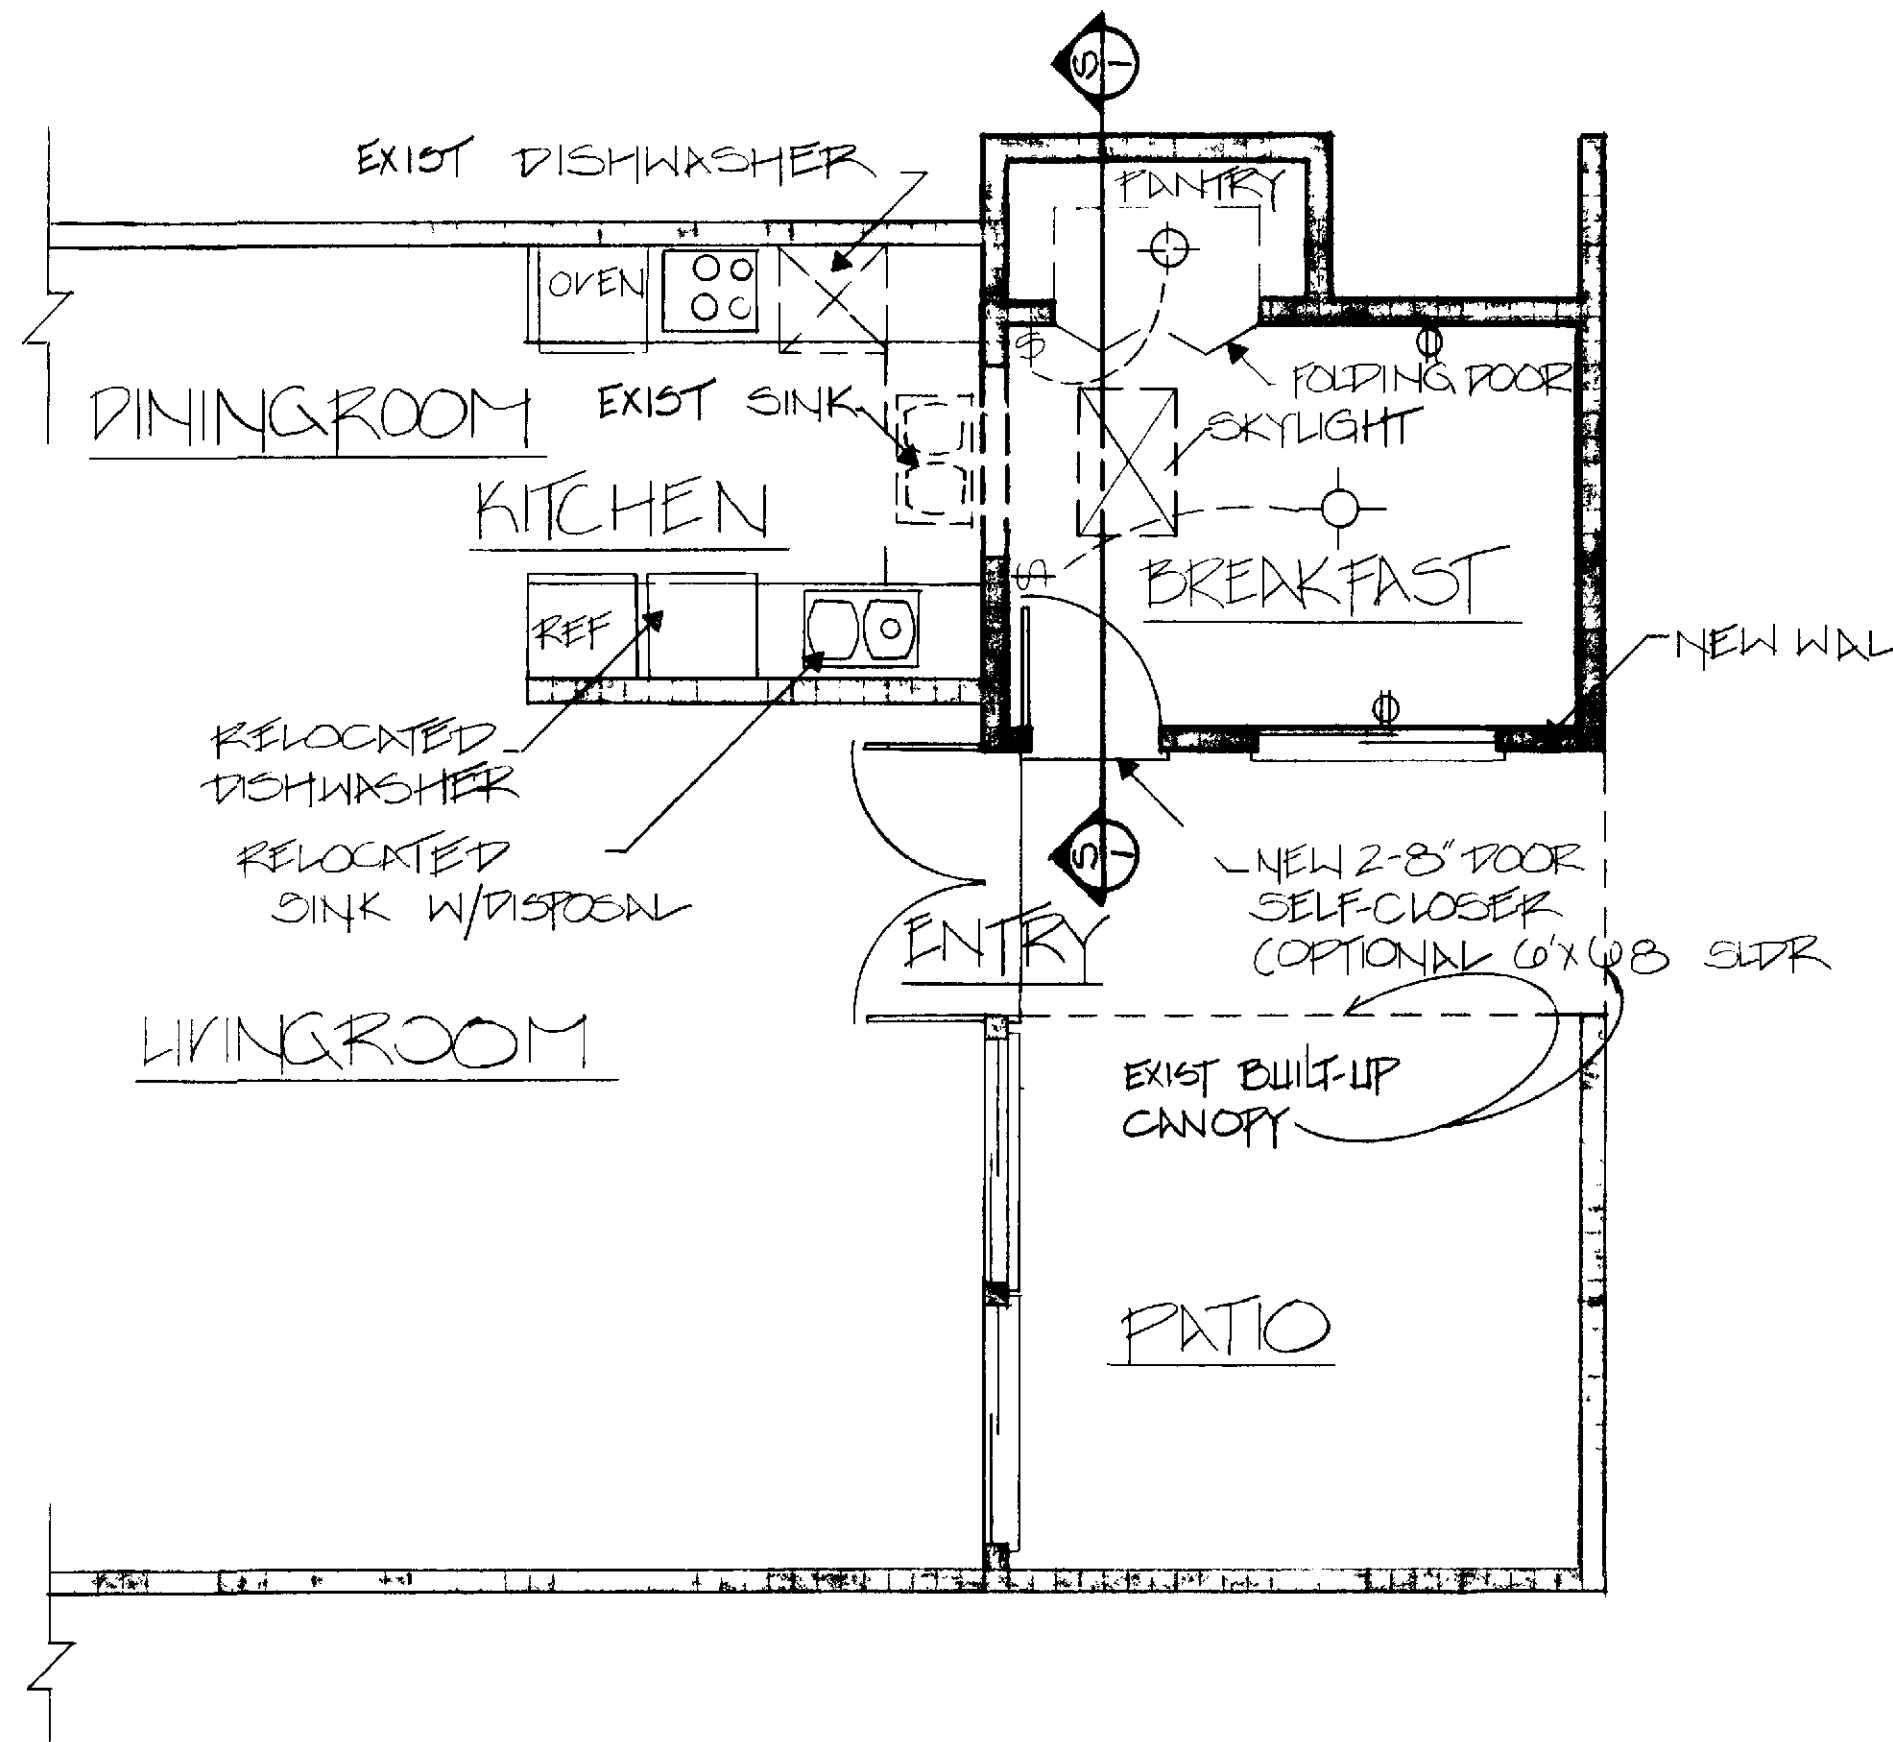 S
1
EXIST DISHWASHER
PANTRY
OVEN
$
FOLDING DOOR
DININGROOM
EXIST SINK
SKYLIGHT
KITCHEN
$
BREAKFAST
REF
NEW WAL
RELOCATED
DISHWASHER
RELOCATED
SINK W/DISPOSAL
S
1
NEW 2-8" DOOR
SELF-CLOSER
(OPTIONAL 6'X68 SLDR
ENTRY
LIVINGROOM
EXIST BUILT-UP
CANOPY
PATIO